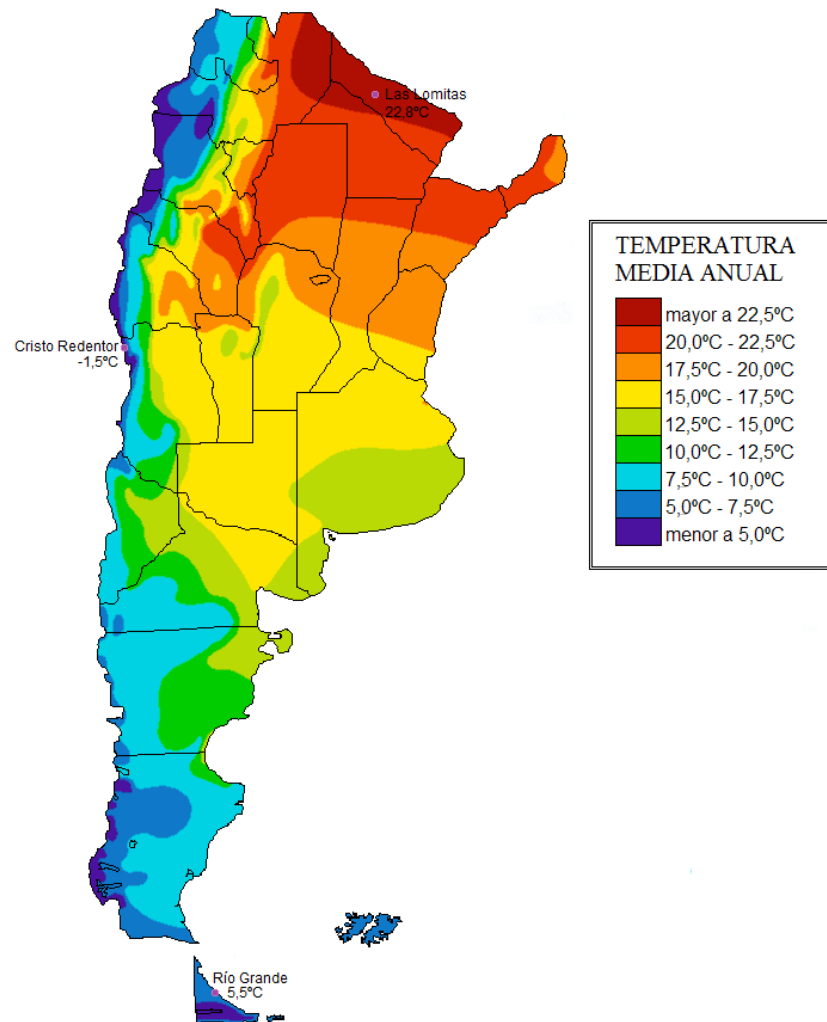 Las Lomitas
22,8ºC
TEMPERATURA
MEDIA ANUAL
mayor a 22,5ºC
20,0ºC - 22,5ºC
17,5ºC - 20,0ºC
15,0ºC - 17,5ºC
12,5ºC - 15,0ºC
10,0ºC - 12,5ºC
7,5ºC - 10,0ºC
5,0ºC - 7,5ºC
menor a 5,0ºC
Cristo Redentor
-1,5ºC
Río Grande
5,5ºC